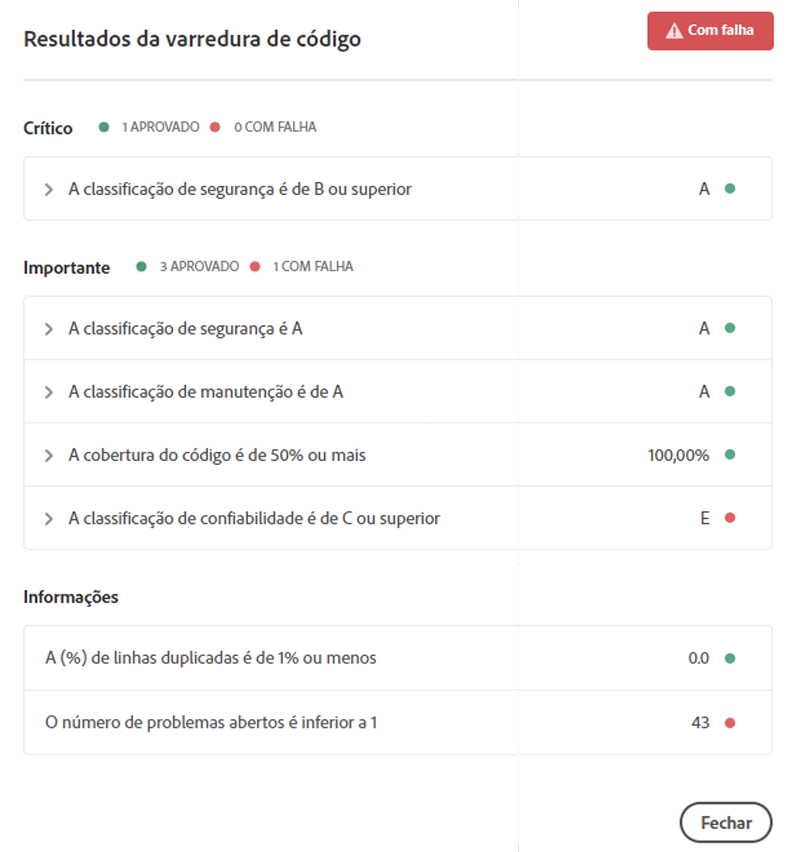 Resultados da varredura de código
Com falha
Crítico 1 APROVADO 0 COM FALHA
A classificação de segurança é de B ou superior A
Importante 3 APROVADO 1 COM FALHA
A classificação de segurança é A A
A classificação de manutenção é de A A
A cobertura do código é de 50% ou mais 100,00%
A classificação de confiabilidade é de C ou superior E
Informações
A (%) de linhas duplicadas é de 1% ou menos 0.0
O número de problemas abertos é inferior a 1 43
Fechar